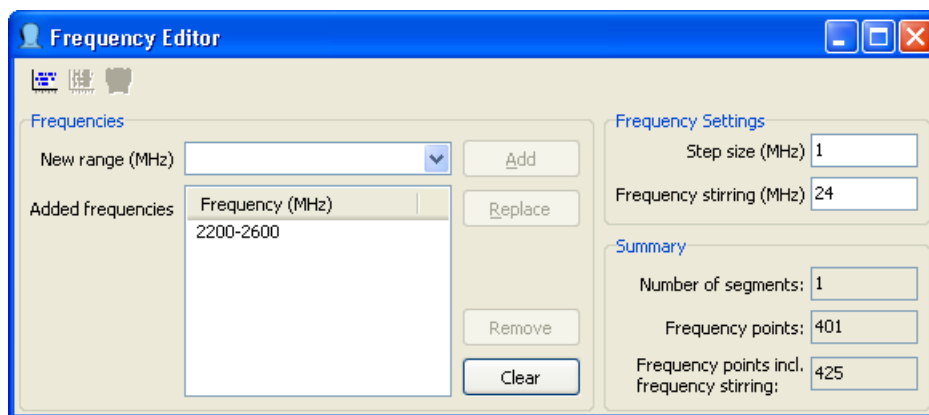 Frequency Editor
Frequencies
New range (MHz)
Add
Added frequencies
Frequency (MHz)
2200-2600
Replace
Remove
Clear
Frequency Settings
Step size (MHz) 1
Frequency stirring (MHz) 24
Summary
Number of segments: 1
Frequency points: 401
Frequency points incl.
frequency stirring: 425